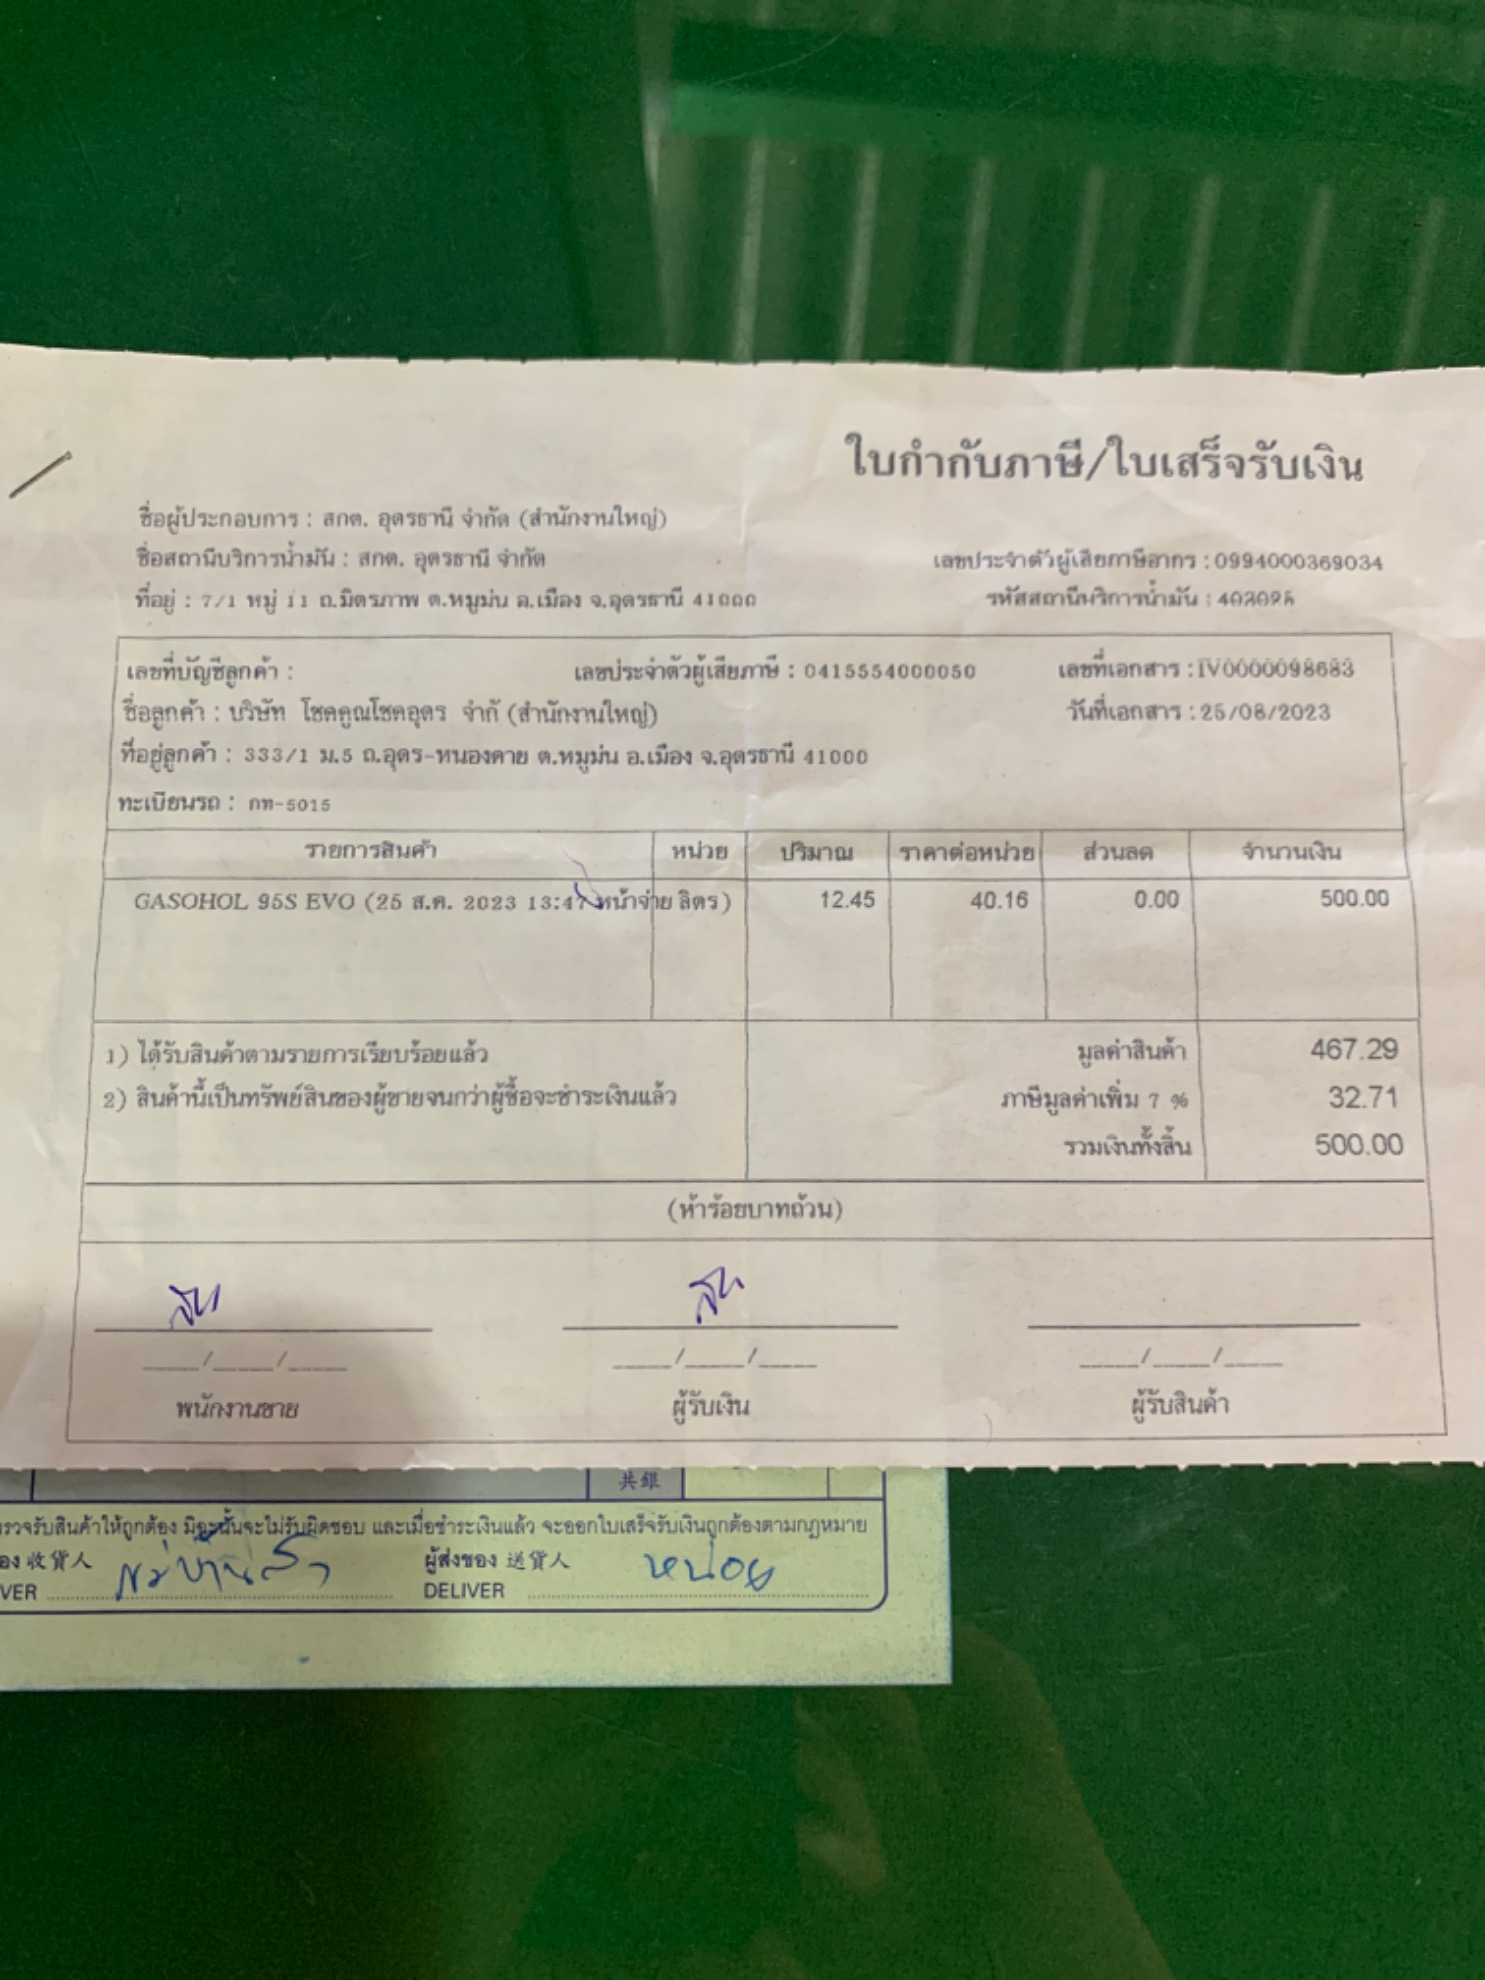 ใบกำกับภาษี/ใบเสร็จรับเงิน
ชื่อผู้ประกอบการ : สกต. อุดรธานี จำกัด (สำนักงานใหญ่)
ชื่อสถานีบริการน้ำมัน : สกต. อุดรธานี จำกัด
เลขประจำตัวผู้เสียภาษีอากร : 0994000369034
ที่อยู่ : 7/1 หมู่ 11 ถ.มิตรภาพ ต.หมูม่น อ.เมือง จ.อุดรธานี 41000
รหัสสถานีบริการน้ำมัน :
เลขที่บัญชีลูกค้า :
เลขประจำตัวผู้เสียภาษี : 0415554000050
เลขที่เอกสาร : IV0000098683
ชื่อลูกค้า : บริษัท โชคคูณโชคอุดร จำกั (สำนักงานใหญ่)
วันที่เอกสาร : 25/08/2023
ที่อยู่ลูกค้า : 333/1 ม.5 ถ.อุดร-หนองคาย ต.หมูม่น อ.เมือง จ.อุดรธานี 41000
ทะเบียนรถ : กท-5015
รายการสินค้า หน่วย ปริมาณ ราคาต่อหน่วย ส่วนลด จำนวนเงิน
GASOHOL 95S EVO (25 ส.ค. 2023 13:47 หน้าจ่าย ลิตร) 12.45 40.16 0.00 500.00
1) ได้รับสินค้าตามรายการเรียบร้อยแล้ว
มูลค่าสินค้า 467.29
2) สินค้านี้เป็นทรัพย์สินของผู้ขายจนกว่าผู้ซื้อจะชำระเงินแล้ว
ภาษีมูลค่าเพิ่ม 7 % 32.71
รวมเงินทั้งสิ้น 500.00
(ห้าร้อยบาทถ้วน)
____/____/____ ____/____/____ ____/____/____
พนักงานขาย ผู้รับเงิน ผู้รับสินค้า
共銀
รวจรับสินค้าให้ถูกต้อง มิฉะนั้นจะไม่รับผิดชอบ และเมื่อชำระเงินแล้ว จะออกใบเสร็จรับเงินถูกต้องตามกฎหมาย
อง 收貨人
ผู้ส่งของ 送貨人 หน่อย
VER
DELIVER